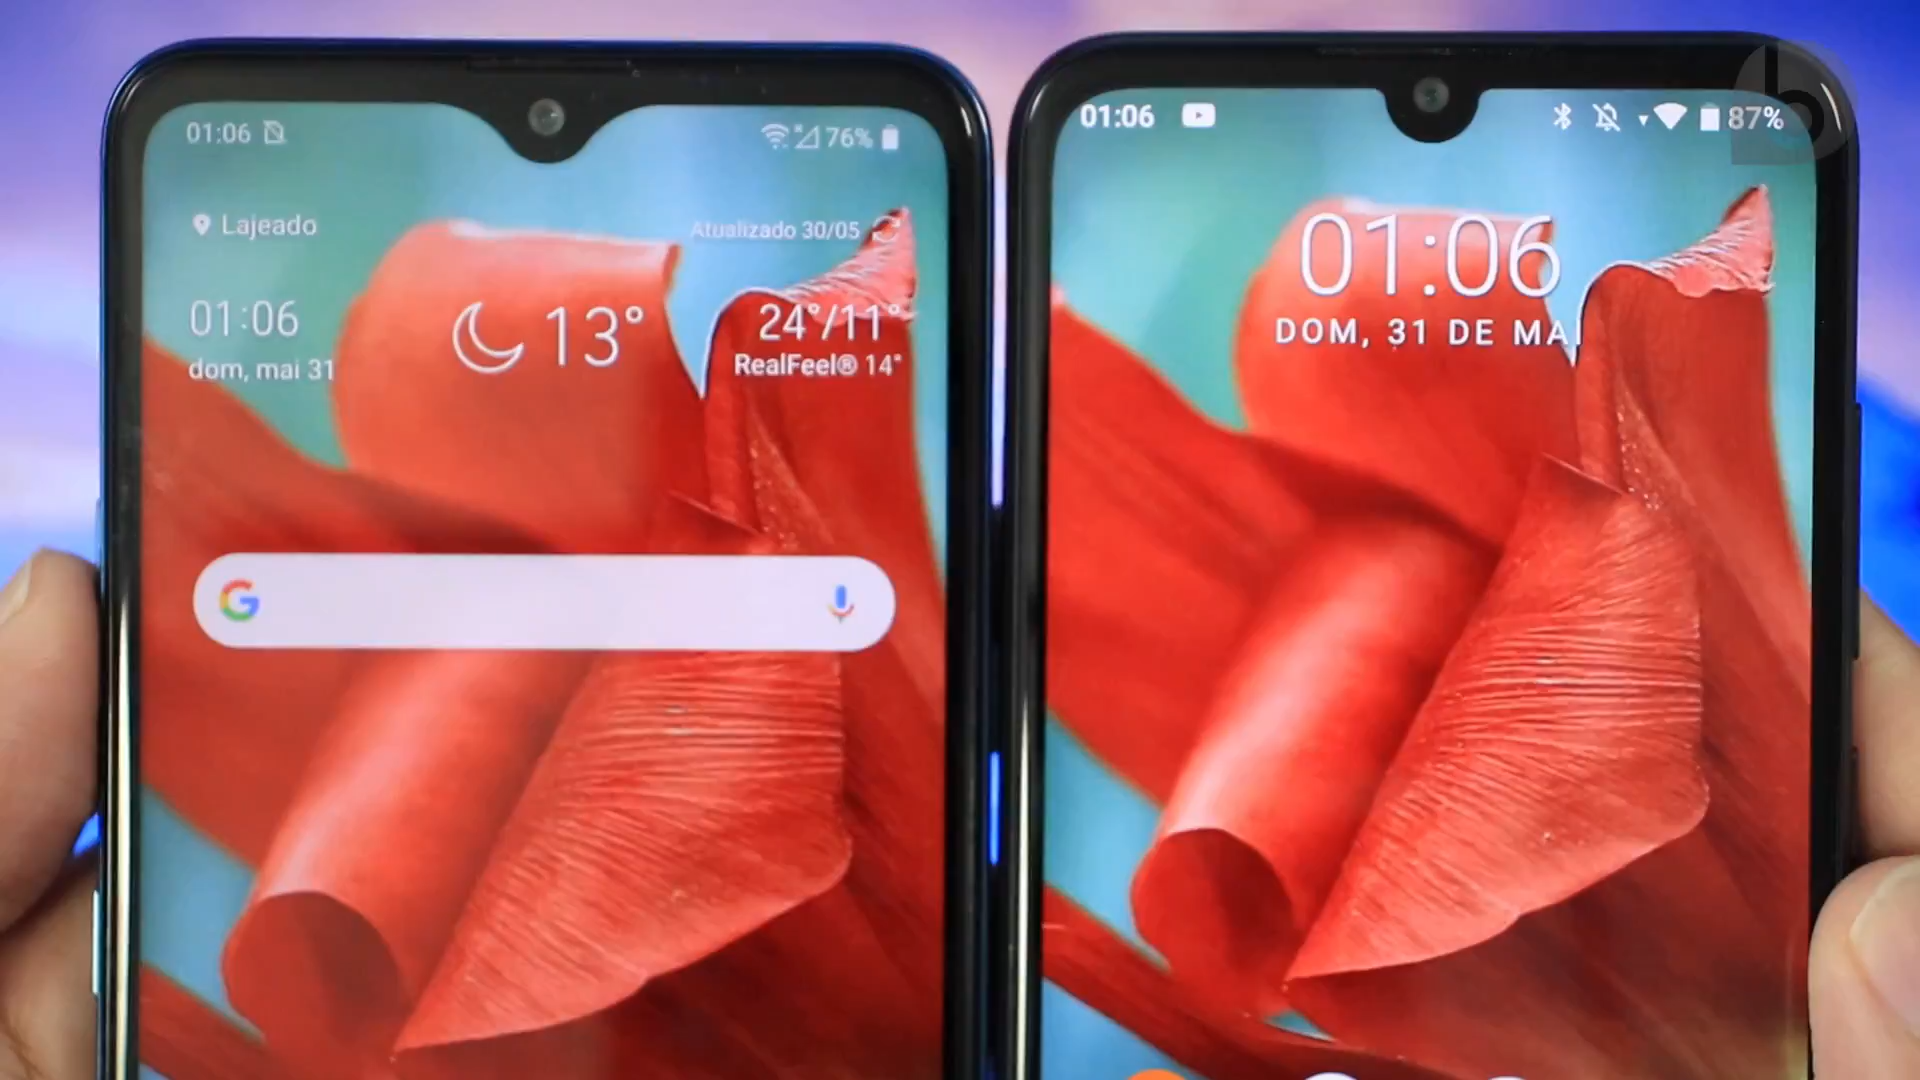 01:06
76%
Lajeado
Atualizado 30/05
01:06
13°
24°/11°
dom, mai 31
RealFeel® 14°
G
01:06
87%
01:06
DOM, 31 DE MAI
b